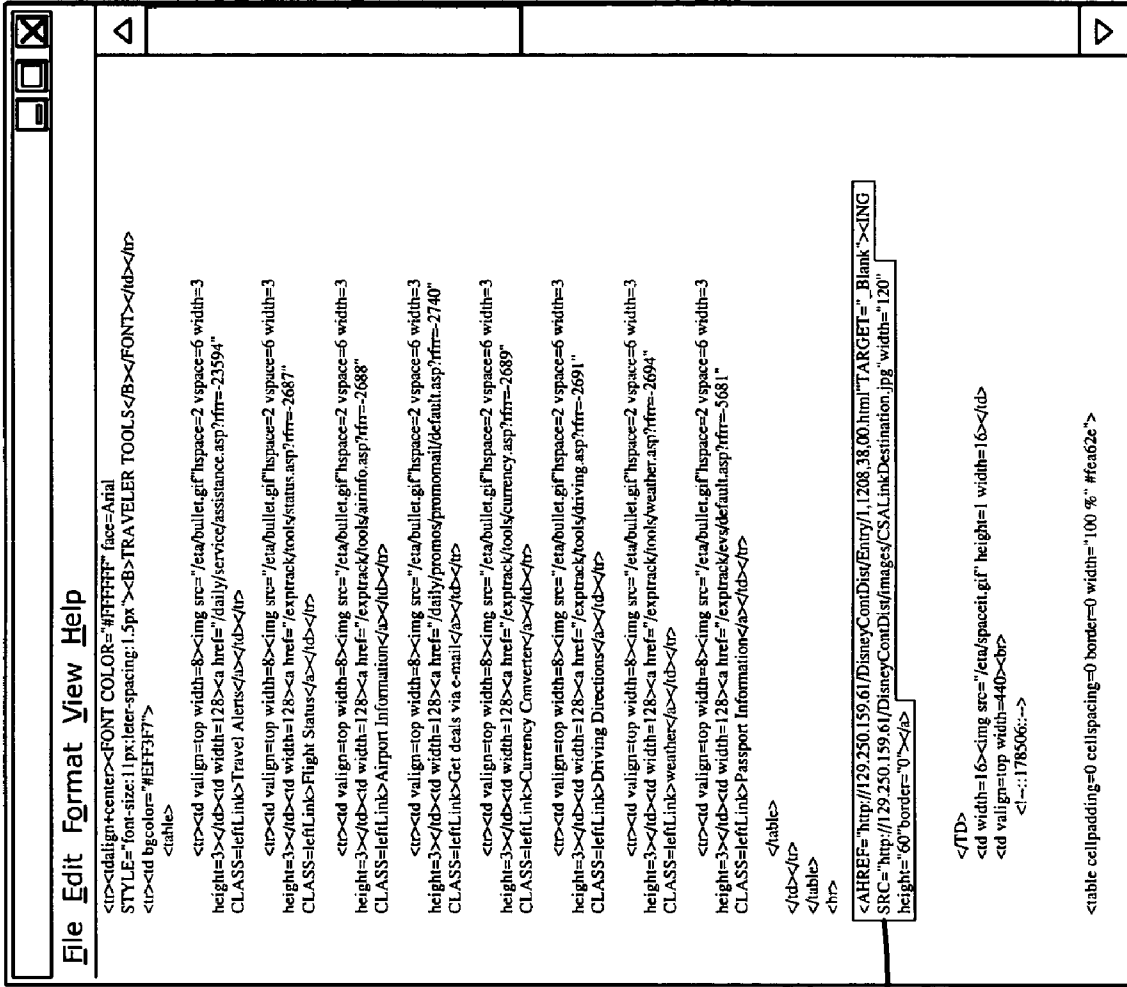 File Edit Format View Help
<tr><tdalign+center><FONT COLOR="#FFFFFF" face=Arial
STYLE="font-size:11px:leter-spacing:1.5px"><B>TRAVELER TOOLS</B></FONT></td></tr>
<tr><td bgcolor="#EFF3F7">
<table>
<tr><td valign=top width=8><img src="/eta/bullet.gif"hspace=2 vspace=6 width=3
height=3></td><td width=128><a href="/daily/service/assistance.asp?rfrr=-23594"
CLASS=leftLink>Travel Alerts</a></td></tr>
<tr><td valign=top width=8><img src="/eta/bullet.gif"hspace=2 vspace=6 width=3
height=3></td><td width=128><a href="/exptrack/tools/status.asp?rfrr=-2687"
CLASS=leftLink>Flight Status</a></td></tr>
<tr><td valign=top width=8><img src="/eta/bullet.gif"hspace=2 vspace=6 width=3
height=3></td><td width=128><a href="/exptrack/tools/airinfo.asp?rfrr=-2688"
CLASS=leftLink>Airport Information</a></td></tr>
<tr><td valign=top width=8><img src="/eta/bullet.gif"hspace=2 vspace=6 width=3
height=3></td><td width=128><a href="/daily/promos/promomail/default.asp?rfrr=-2740"
CLASS=leftLink>Get deals via e-mail</a></td></tr>
<tr><td valign=top width=8><img src="/eta/bullet.gif"hspace=2 vspace=6 width=3
height=3></td><td width=128><a href="/exptrack/tools/currency.asp?rfrr=-2689"
CLASS=leftLink>Currency Converter</a></td></tr>
<tr><td valign=top width=8><img src="/eta/bullet.gif"hspace=2 vspace=6 width=3
height=3></td><td width=128><a href="/exptrack/tools/driving.asp?rfrr=-2691"
CLASS=leftLink>Driving Directions</a></td></tr>
<tr><td valign=top width=8><img src="/eta/bullet.gif"hspace=2 vspace=6 width=3
height=3></td><td width=128><a href="/exptrack/tools/weather.asp?rfrr=-2694"
CLASS=leftLink>weather</a></td></tr>
<tr><td valign=top width=8><img src="/eta/bullet.gif"hspace=2 vspace=6 width=3
height=3></td><td width=128><a href="/exptrack/evs/default.asp?rfrr=-5681"
CLASS=leftLink>Passport Information</a></td></tr>
</table>
</td></tr>
</table>
<hr>
<AHREF="http://129.250.159.61/DisneyContDist/Entry/1,1208,38,00.html"TARGET="_Blank"><ING
SRC="http://129.250.159.61/DisneyContDist/images/CSALinkDestination.jpg"width="120"
height="60"border="0"></a>
</TD>
<td width=16><img src="/eta/spaceit.gif" height=1 width=16></td>
<td valign=top width=440><br>
<!--::178506::-->
<table cellpadding=0 cellspacing=0 border=0 width="100 %" #fea62e">